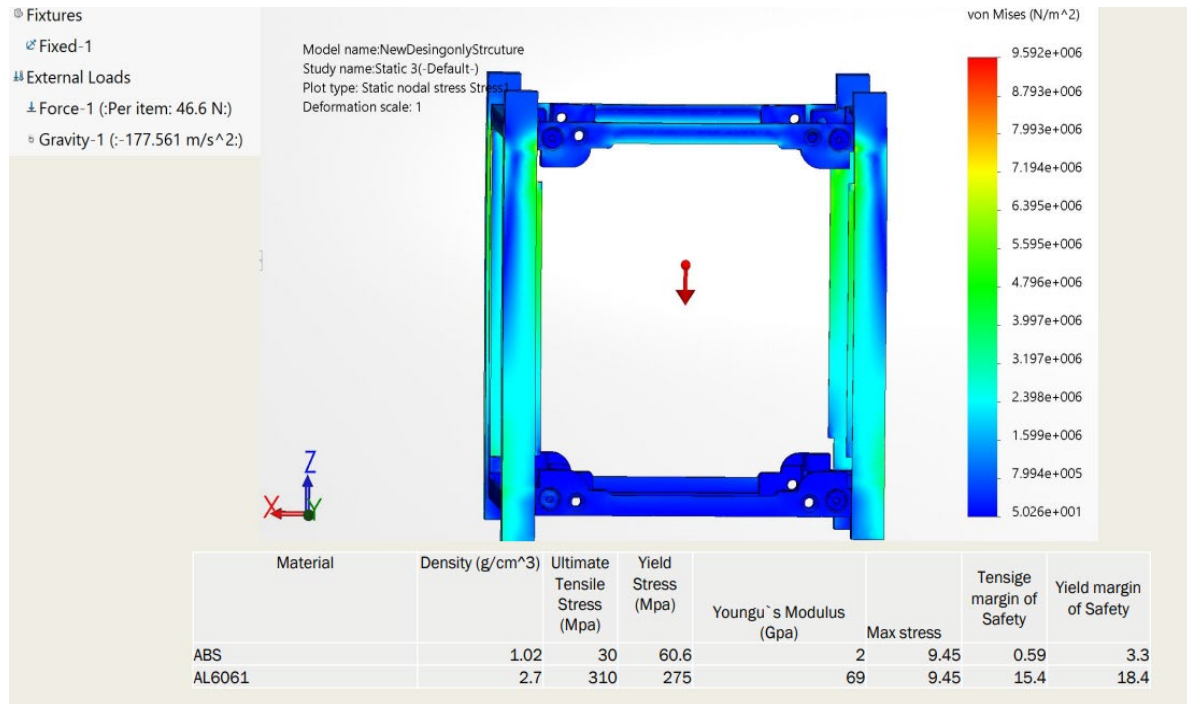 Fixtures
Fixed-1
External Loads
Force-1 (:Per item: 46.6 N:)
Gravity-1 (:-177.561 m/s^2:)
Model name:NewDesingonlyStrcuture
Study name:Static 3(-Default-)
Plot type: Static nodal stress Stress1
Deformation scale: 1
von Mises (N/m^2)
9.592e+006
8.793e+006
7.993e+006
7.194e+006
6.395e+006
5.595e+006
4.796e+006
3.997e+006
3.197e+006
2.398e+006
1.599e+006
7.994e+005
5.026e+001
Z
X
Y
Material Density (g/cm^3) Ultimate Tensile Stress (Mpa) Yield Stress (Mpa) Youngu`s Modulus (Gpa) Max stress Tensige margin of Safety Yield margin of Safety
ABS 1.02 30 60.6 2 9.45 0.59 3.3
AL6061 2.7 310 275 69 9.45 15.4 18.4